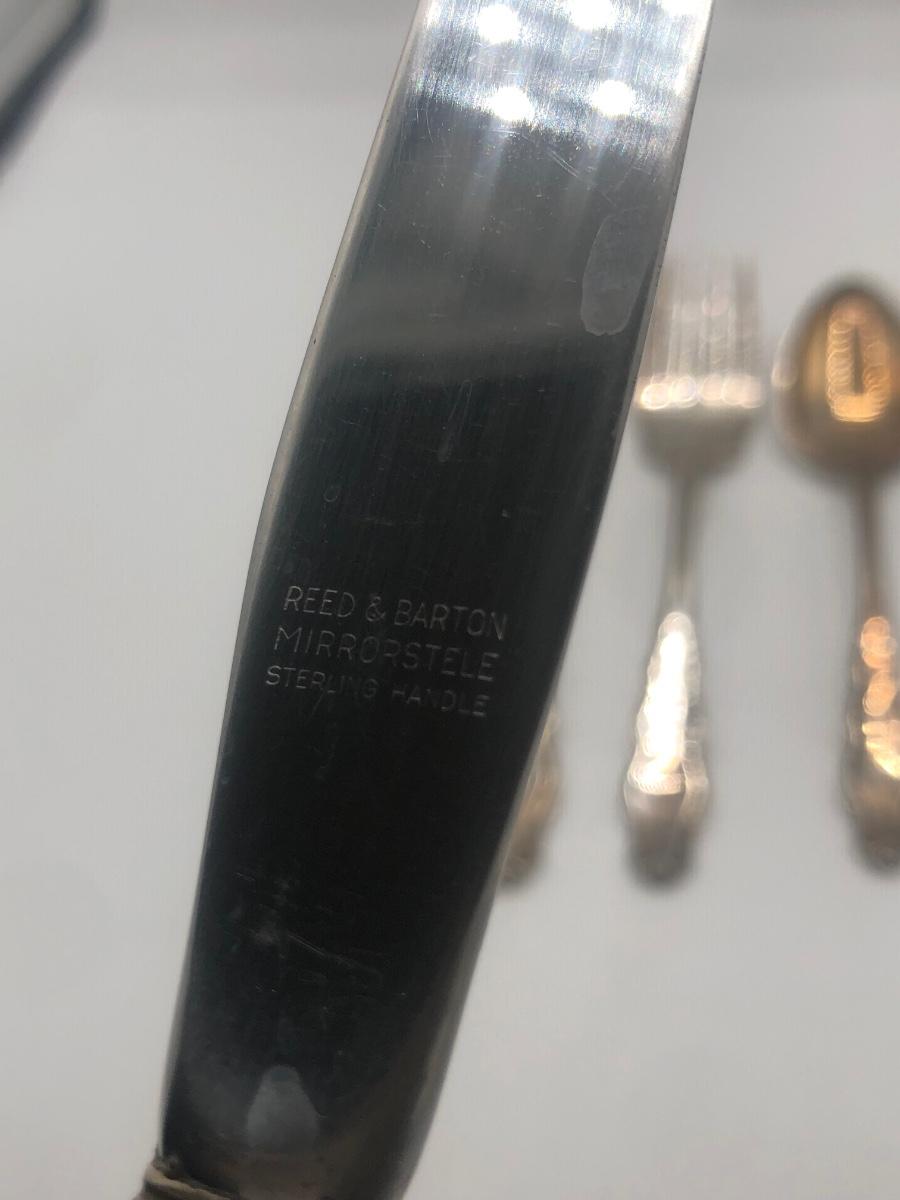 REED & BARTON
MIRRORSTELE
STERLING HANDLE